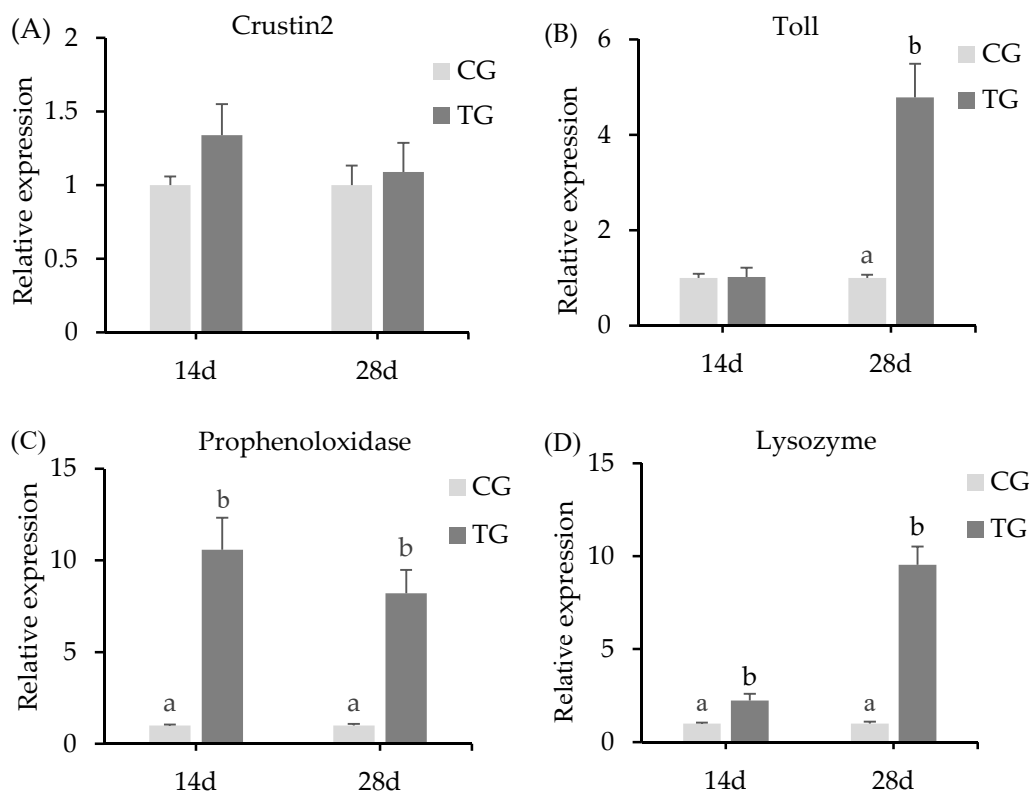 (A)
Crustin2
Relative expression
2
1.5
1
0.5
0
CG
TG
14d
28d
(B)
Toll
Relative expression
6
4
2
0
a
b
CG
TG
14d
28d
(C)
Prophenoloxidase
Relative expression
15
10
5
0
a
b
a
b
CG
TG
14d
28d
(D)
Lysozyme
Relative expression
15
10
5
0
a
b
a
b
CG
TG
14d
28d